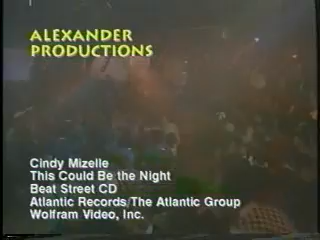 ALEXANDER
PRODUCTIONS
Cindy Mizelle
This Could Be the Night
Beat Street CD
Atlantic Records/The Atlantic Group
Wolfram Video, Inc.